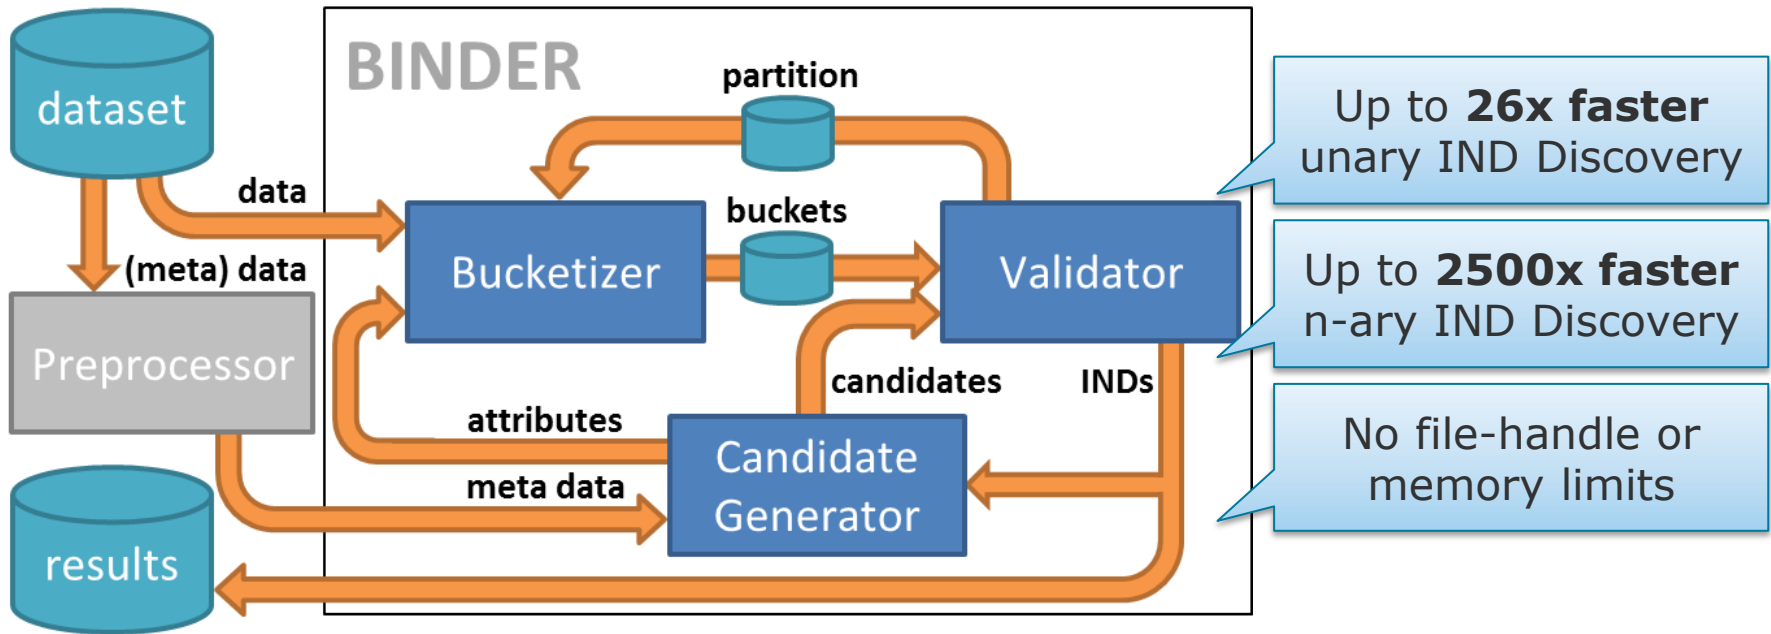 BINDER
dataset
partition
data
buckets
(meta) data
Bucketizer
Validator
Preprocessor
candidates
INDs
attributes
meta data
Candidate
Generator
results
Up to 26x faster
unary IND Discovery
Up to 2500x faster
n-ary IND Discovery
No file-handle or
memory limits